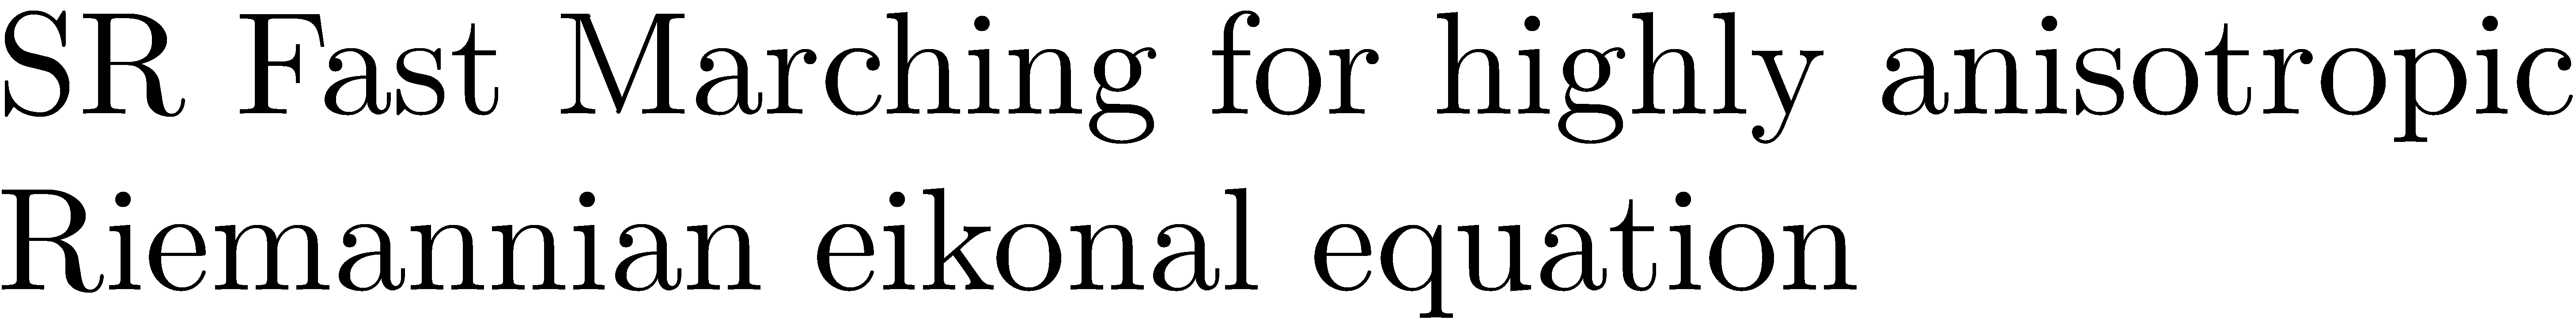 SR Fast Marching for highly anisotropic
Riemannian eikonal equation